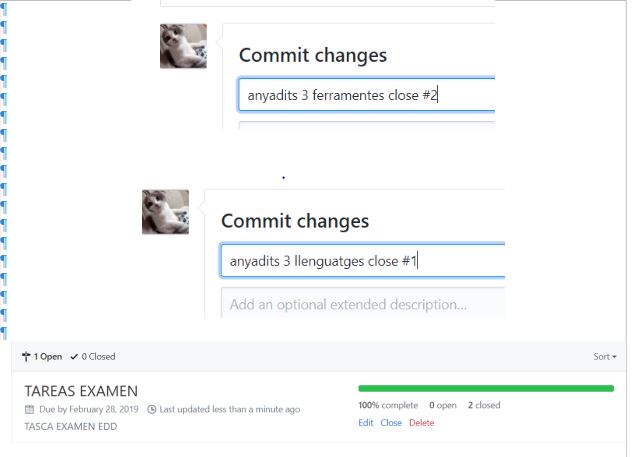 Commit changes
anyadits 3 ferramentes close #2
Commit changes
anyadits 3 llenguatges close #1
Add an optional extended description...
1 Open 0 Closed Sort
TAREAS EXAMEN
Due by February 28, 2019 Last updated less than a minute ago
TASCA EXAMEN EDD
100% complete 0 open 2 closed
Edit Close Delete